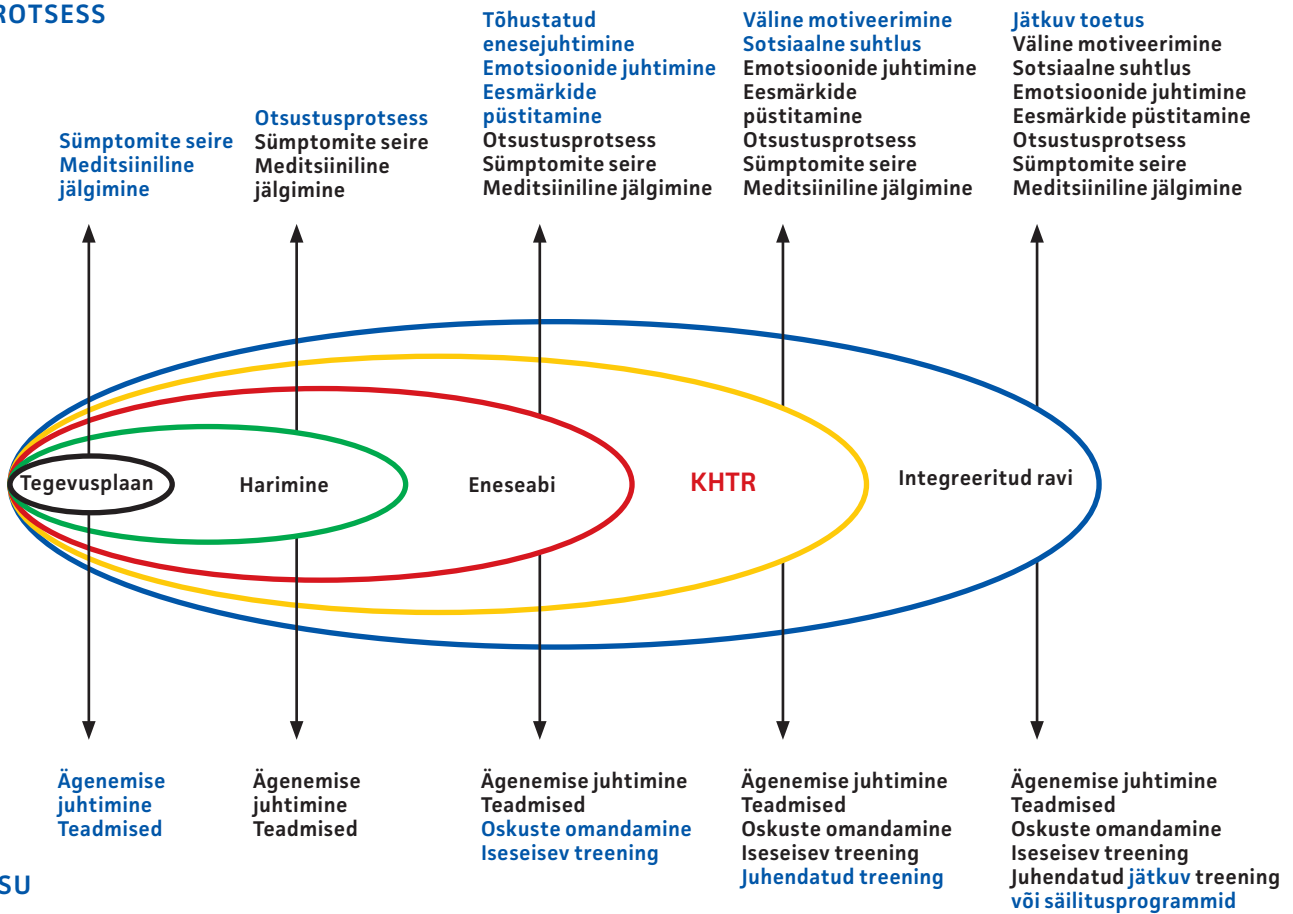 ROTSESS
Sümptomite seire
Meditsiiniline
jälgimine
Otsustusprotsess
Sümptomite seire
Meditsiiniline
jälgimine
Tõhustatud
enesejuhtimine
Emotsioonide juhtimine
Eesmärkide
püstitamine
Otsustusprotsess
Sümptomite seire
Meditsiiniline jälgimine
Väline motiveerimine
Sotsiaalne suhtlus
Emotsioonide juhtimine
Eesmärkide
püstitamine
Otsustusprotsess
Sümptomite seire
Meditsiiniline jälgimine
Jätkuv toetus
Väline motiveerimine
Sotsiaalne suhtlus
Emotsioonide juhtimine
Eesmärkide püstitamine
Otsustusprotsess
Sümptomite seire
Meditsiiniline jälgimine
Tegevusplaan
Harimine
Eneseabi
KHTR
Integreeritud ravi
Ägenemise
juhtimine
Teadmised
Ägenemise
juhtimine
Teadmised
Ägenemise juhtimine
Teadmised
Oskuste omandamine
Iseseisev treening
Ägenemise juhtimine
Teadmised
Oskuste omandamine
Iseseisev treening
Juhendatud treening
Ägenemise juhtimine
Teadmised
Oskuste omandamine
Iseseisev treening
Juhendatud jätkuv treening
või säilitusprogrammid
SU